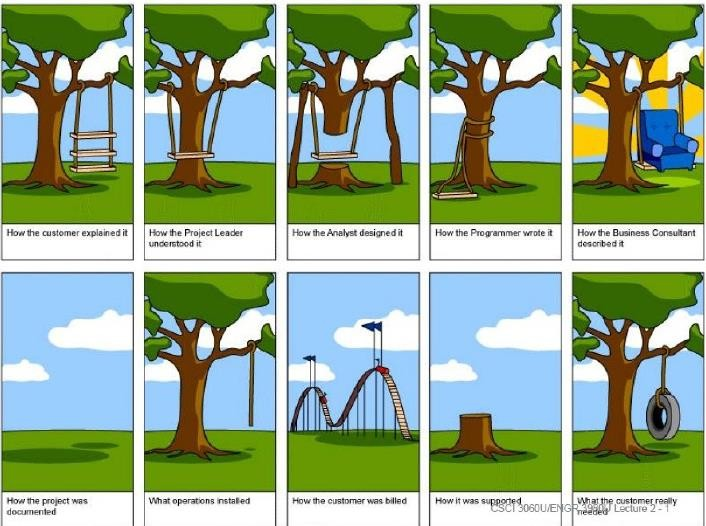 How the customer explained it
How the Project Leader
understood it
How the Analyst designed it
How the Programmer wrote it
How the Business Consultant
described it
How the project was
documented
What operations installed
How the customer was billed
How it was supported
What the customer really
needed
CSCI 3060U/ENGR 3980U Lecture 2 - 1